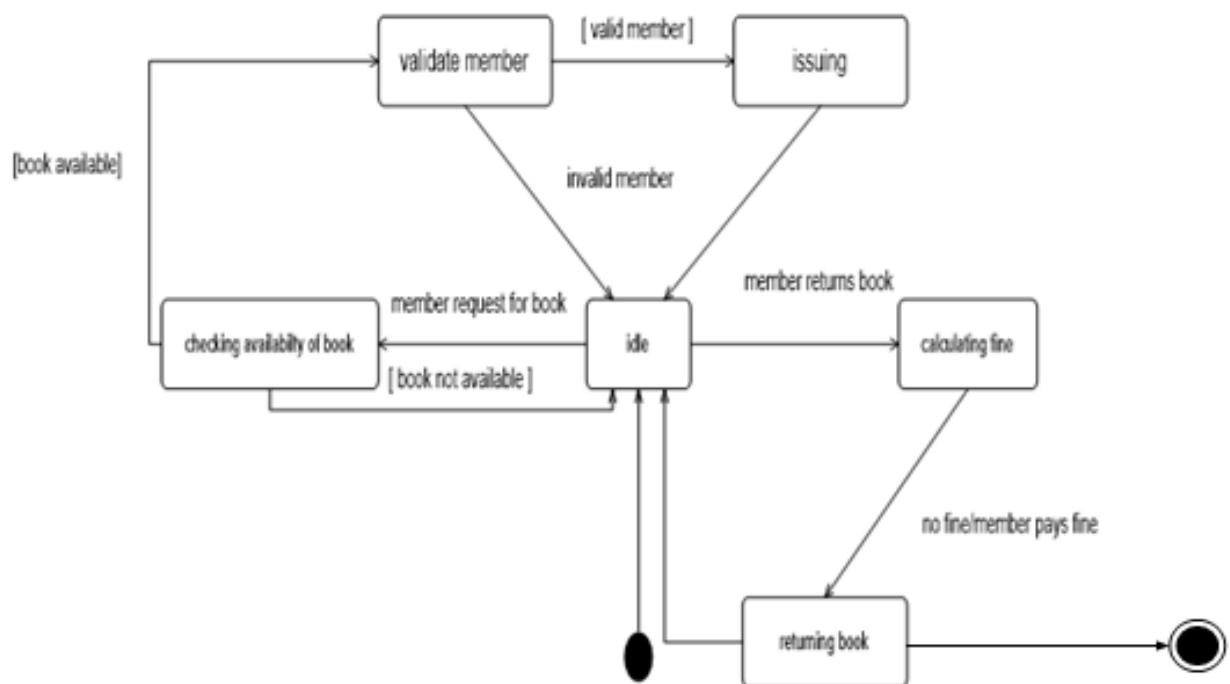 [ valid member ]
validate member
issuing
[book available]
invalid member
member returns book
member request for book
checking availabilty of book
idle
calculating fine
[ book not available ]
no fine/member pays fine
returning book